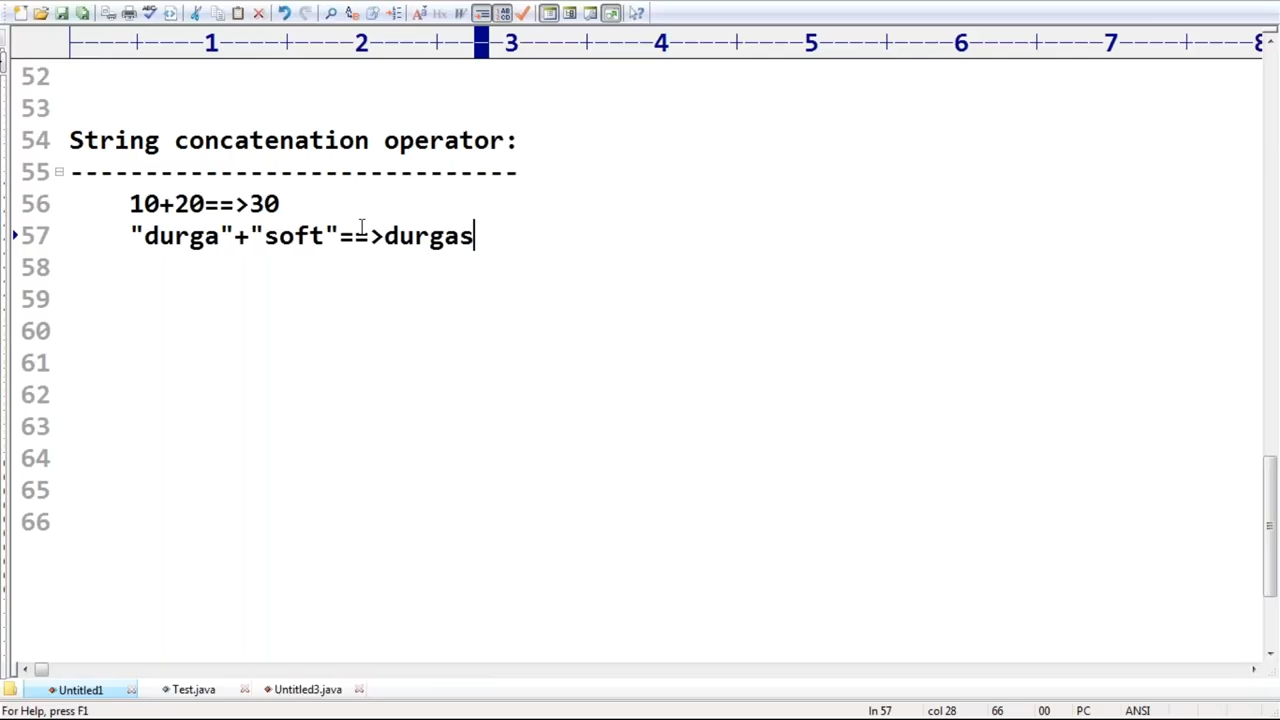 1 2 3 4 5 6 7 8
52
53
54 String concatenation operator:
55 ------------------------------
56 10+20==>30
57 "durga"+"soft"==>durgas
58
59
60
61
62
63
64
65
66
Untitled1 Test.java Untitled3.java
For Help, press F1 ln 57 col 28 66 00 PC ANSI